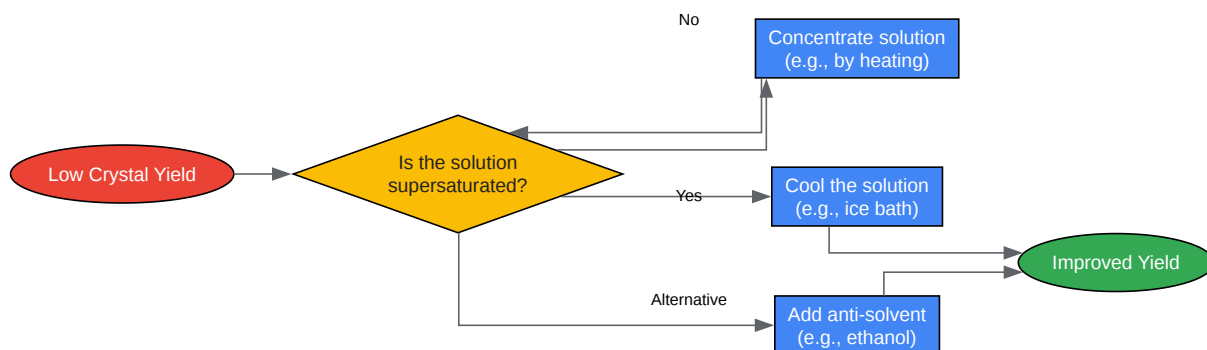 No
Concentrate solution
(e.g., by heating)
Low Crystal Yield
Is the solution
supersaturated?
Yes
Cool the solution
(e.g., ice bath)
Improved Yield
Alternative
Add anti-solvent
(e.g., ethanol)